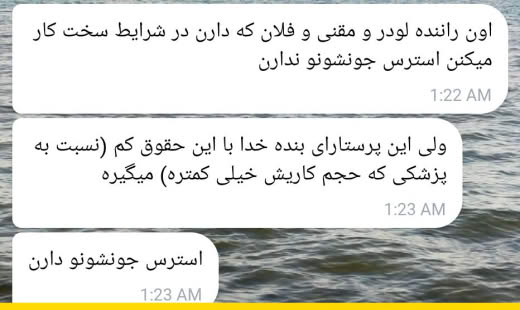 اون راننده لودر و مقنی و فلان که دارن در شرایط سخت کار
میکنن استرس جونشونو ندارن
1:22 AM
ولی این پرستارای بنده خدا با این حقوق کم (نسبت به
پزشکی که حجم کاریش خیلی کمتره) میگیره
1:23 AM
استرس جونشونو دارن
1:23 AM